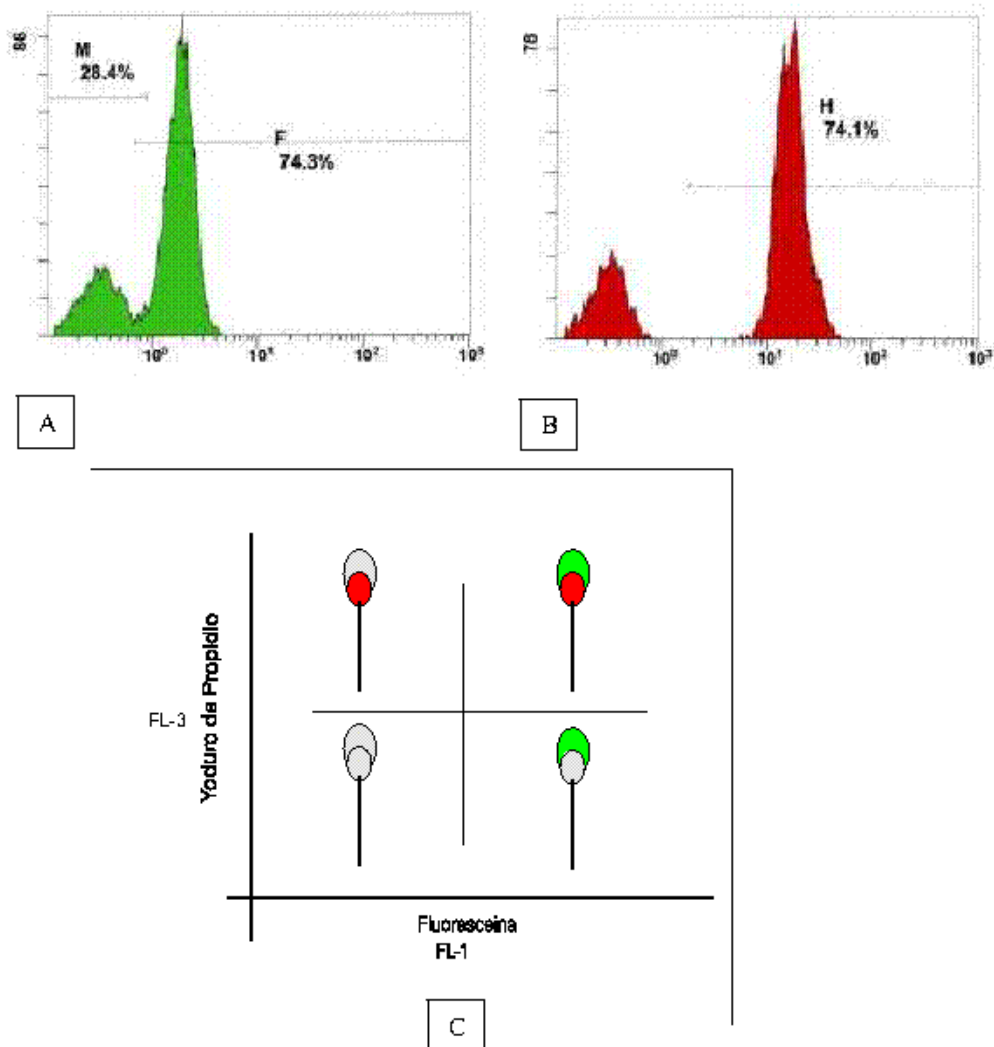 86
M
28.4%
F
74.3%
10⁰ 10¹ 10² 10³
A
78
H
74.1%
10⁰ 10¹ 10² 10³
B
Yoduro de Propidio
FL-3
Fluoresceina
FL-1
C